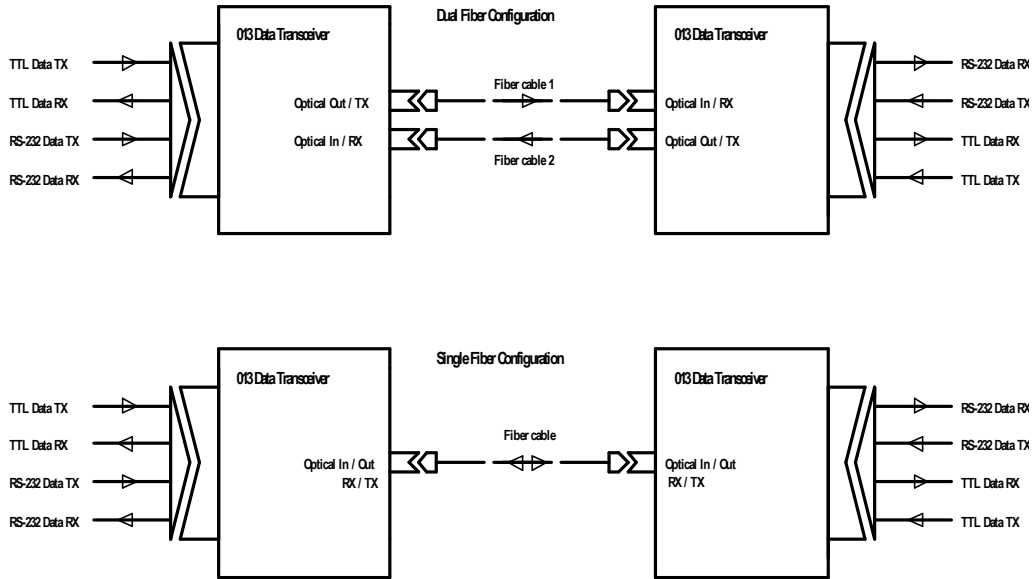 Dual Fiber Configuration
013 Data Transceiver
013 Data Transceiver
TTL Data TX
TTL Data RX
RS-232 Data TX
RS-232 Data RX
Optical Out / TX
Optical In / RX
Fiber cable 1
Fiber cable 2
Optical In / RX
Optical Out / TX
RS-232 Data RX
RS-232 Data TX
TTL Data RX
TTL Data TX
Single Fiber Configuration
013 Data Transceiver
013 Data Transceiver
TTL Data TX
TTL Data RX
RS-232 Data TX
RS-232 Data RX
Optical In / Out
RX / TX
Fiber cable
Optical In / Out
RX / TX
RS-232 Data RX
RS-232 Data TX
TTL Data RX
TTL Data TX